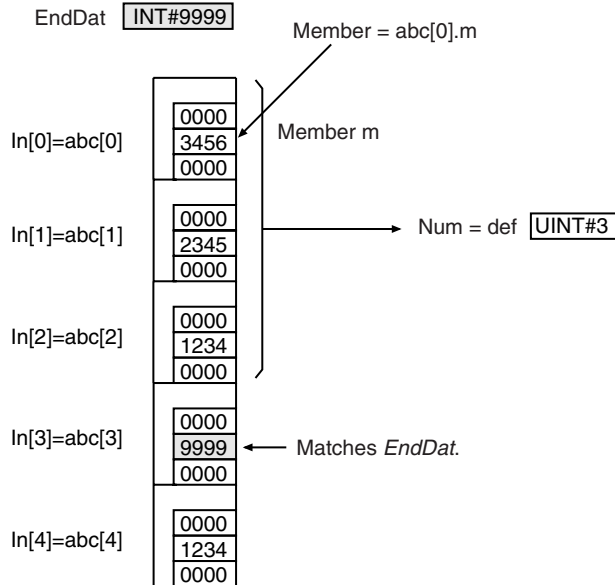 EndDat INT#9999
Member = abc[0].m
0000
In[0]=abc[0] 3456 Member m
0000
0000
In[1]=abc[1] 2345 Num = def UINT#3
0000
0000
In[2]=abc[2] 1234
0000
0000
In[3]=abc[3] 9999 Matches EndDat.
0000
0000
In[4]=abc[4] 1234
0000